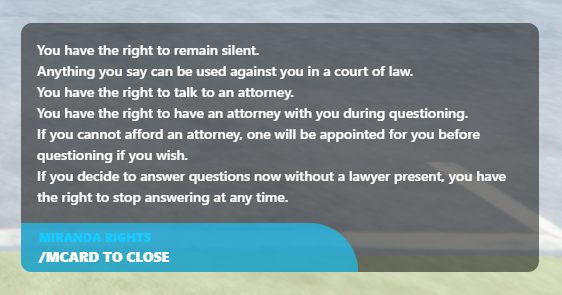 You have the right to remain silent.
Anything you say can be used against you in a court of law.
You have the right to talk to an attorney.
You have the right to have an attorney with you during questioning.
If you cannot afford an attorney, one will be appointed for you before
questioning if you wish.
If you decide to answer questions now without a lawyer present, you have
the right to stop answering at any time.
MIRANDA RIGHTS
/MCARD TO CLOSE